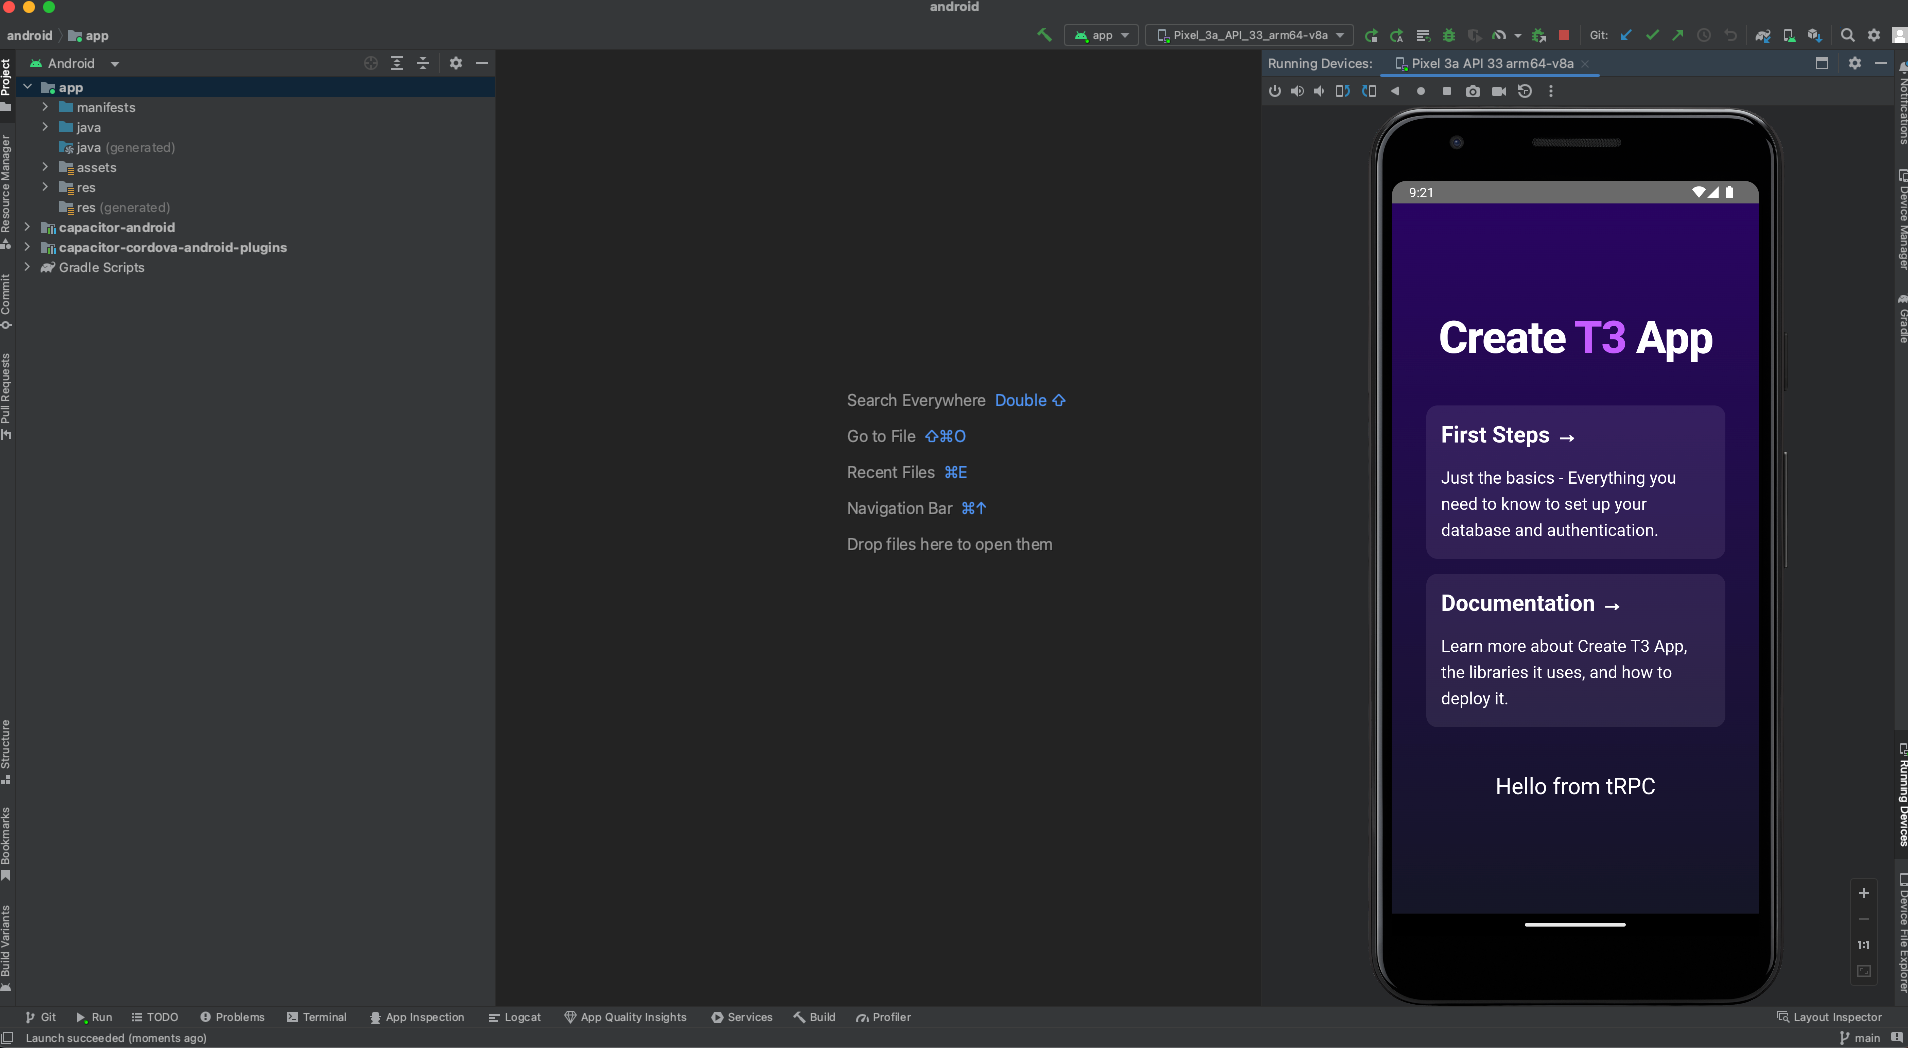 android
android
app
app
Pixel_3a_API_33_arm64-v8a
Git:
Android
Running Devices:
Pixel 3a API 33 arm64-v8a
Project
Resource Manager
Commit
Pull Requests
Structure
Bookmarks
Build Variants
app
manifests
java
java (generated)
assets
res
res (generated)
capacitor-android
capacitor-cordova-android-plugins
Gradle Scripts
Search Everywhere Double ⇧
Go to File ⇧⌘O
Recent Files ⌘E
Navigation Bar ⌘↑
Drop files here to open them
9:21
Create T3 App
First Steps →
Just the basics - Everything you
need to know to set up your
database and authentication.
Documentation →
Learn more about Create T3 App,
the libraries it uses, and how to
deploy it.
Hello from tRPC
1:1
Notifications
Device Manager
Gradle
Running Devices
Device File Explorer
Git
Run
TODO
Problems
Terminal
App Inspection
Logcat
App Quality Insights
Services
Build
Profiler
Layout Inspector
Launch succeeded (moments ago)
main